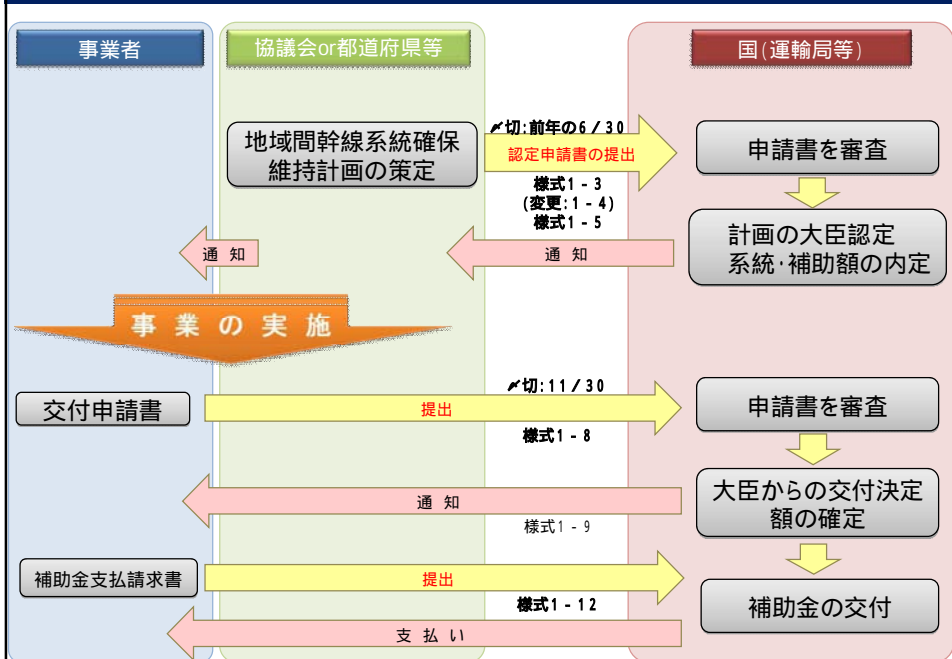 事業者
協議会or都道府県等
国(運輸局等)
地域間幹線系統確保
維持計画の策定
〆切:前年の6/30
認定申請書の提出
様式1-3
(変更:1-4)
様式1-5
申請書を審査
計画の大臣認定
系統・補助額の内定
通 知
通 知
事 業 の 実 施
交付申請書
〆切:11/30
提出
様式1-8
申請書を審査
大臣からの交付決定
額の確定
通 知
様式1-9
補助金支払請求書
提出
様式1-12
補助金の交付
支 払 い